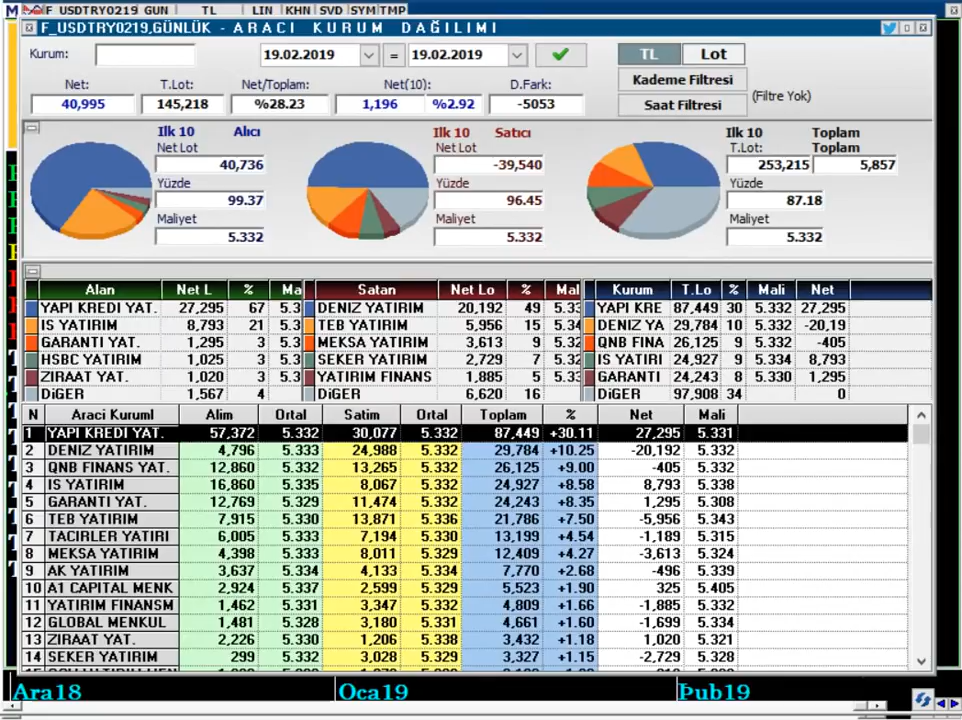 M F_USDTRY0219 GUN TL LIN KHN SVD SYM TMP
F_USDTRY0219,GÜNLÜK - ARACI KURUM DAĞILIMI
Kurum: 19.02.2019 = 19.02.2019 TL Lot
Kademe Filtresi
Net: T.Lot: Net/Toplam: Net(10): D.Fark: (Filtre Yok)
40,995 145,218 %28.23 1,196 %2.92 -5053 Saat Filtresi
Ilk 10 Alıcı Ilk 10 Satıcı Ilk 10 Toplam
Net Lot Net Lot T.Lot: Toplam
40,736 -39,540 253,215 5,857
Yüzde Yüzde Yüzde
99.37 96.45 87.18
Maliyet Maliyet Maliyet
5.332 5.332 5.332
Alan Net L % Ma Satan Net Lo % Mal Kurum T.Lo % Mali Net
YAPI KREDI YAT. 27,295 67 5.3 DENIZ YATIRIM 20,192 49 5.33 YAPI KRE 87,449 30 5.332 27,295
IS YATIRIM 8,793 21 5.3 TEB YATIRIM 5,956 15 5.34 DENIZ YA 29,784 10 5.332 -20,19
GARANTI YAT. 1,295 3 5.3 MEKSA YATIRIM 3,613 9 5.32 QNB FINA 26,125 9 5.332 -405
HSBC YATIRIM 1,025 3 5.3 SEKER YATIRIM 2,729 7 5.32 IS YATIRI 24,927 9 5.334 8,793
ZIRAAT YAT. 1,020 3 5.3 YATIRIM FINANS 1,885 5 5.33 GARANTI 24,243 8 5.330 1,295
DiGER 1,567 4 DiGER 6,620 16 DiGER 97,908 34 0
N Araci Kuruml Alim Ortal Satim Ortal Toplam % Net Mali
1 YAPI KREDI YAT. 57,372 5.332 30,077 5.332 87,449 +30.11 27,295 5.331
2 DENIZ YATIRIM 4,796 5.333 24,988 5.332 29,784 +10.25 -20,192 5.332
3 QNB FINANS YAT. 12,860 5.332 13,265 5.332 26,125 +9.00 -405 5.332
4 IS YATIRIM 16,860 5.335 8,067 5.332 24,927 +8.58 8,793 5.338
5 GARANTI YAT. 12,769 5.329 11,474 5.332 24,243 +8.35 1,295 5.308
6 TEB YATIRIM 7,915 5.330 13,871 5.336 21,786 +7.50 -5,956 5.343
7 TACIRLER YATIRI 6,005 5.333 7,194 5.330 13,199 +4.54 -1,189 5.315
8 MEKSA YATIRIM 4,398 5.333 8,011 5.329 12,409 +4.27 -3,613 5.324
9 AK YATIRIM 3,637 5.334 4,133 5.334 7,770 +2.68 -496 5.339
10 A1 CAPITAL MENK 2,924 5.337 2,599 5.329 5,523 +1.90 325 5.405
11 YATIRIM FINANSM 1,462 5.331 3,347 5.332 4,809 +1.66 -1,885 5.332
12 GLOBAL MENKUL 1,481 5.328 3,180 5.331 4,661 +1.60 -1,699 5.334
13 ZIRAAT YAT. 2,226 5.330 1,206 5.338 3,432 +1.18 1,020 5.321
14 SEKER YATIRIM 299 5.332 3,028 5.329 3,327 +1.15 -2,729 5.328
Ara18 Oca19 Þub19